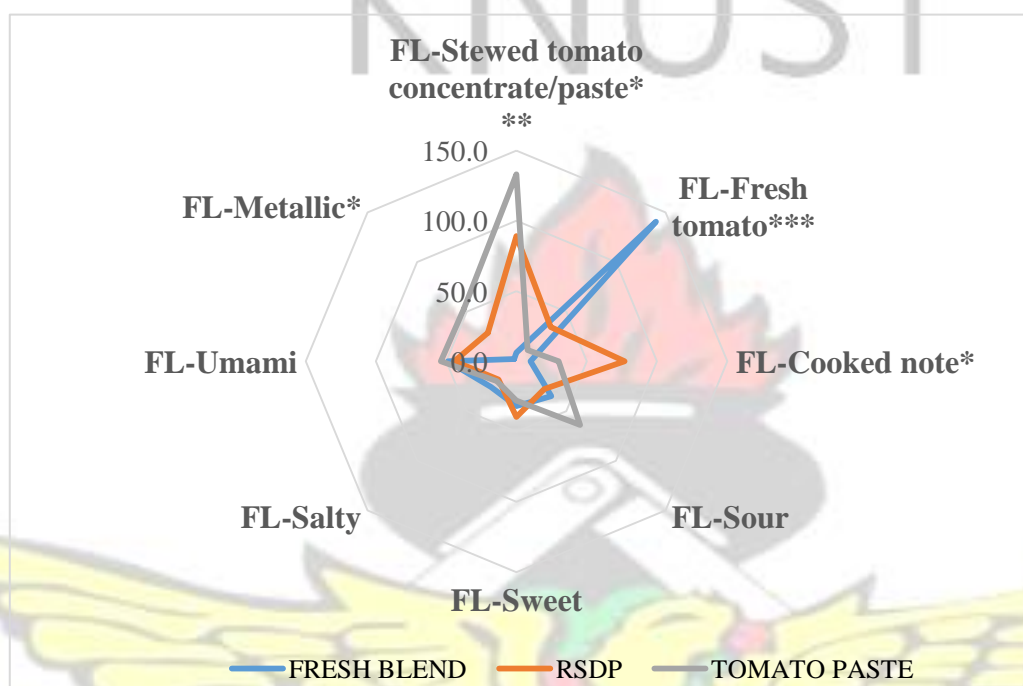 KNUST
FL-Stewed tomato
concentrate/paste*
**
150.0
FL-Fresh
tomato***
FL-Metallic*
100.0
50.0
FL-Umami
0.0
FL-Cooked note*
FL-Salty
FL-Sour
FL-Sweet
FRESH BLEND
RSDP
TOMATO PASTE